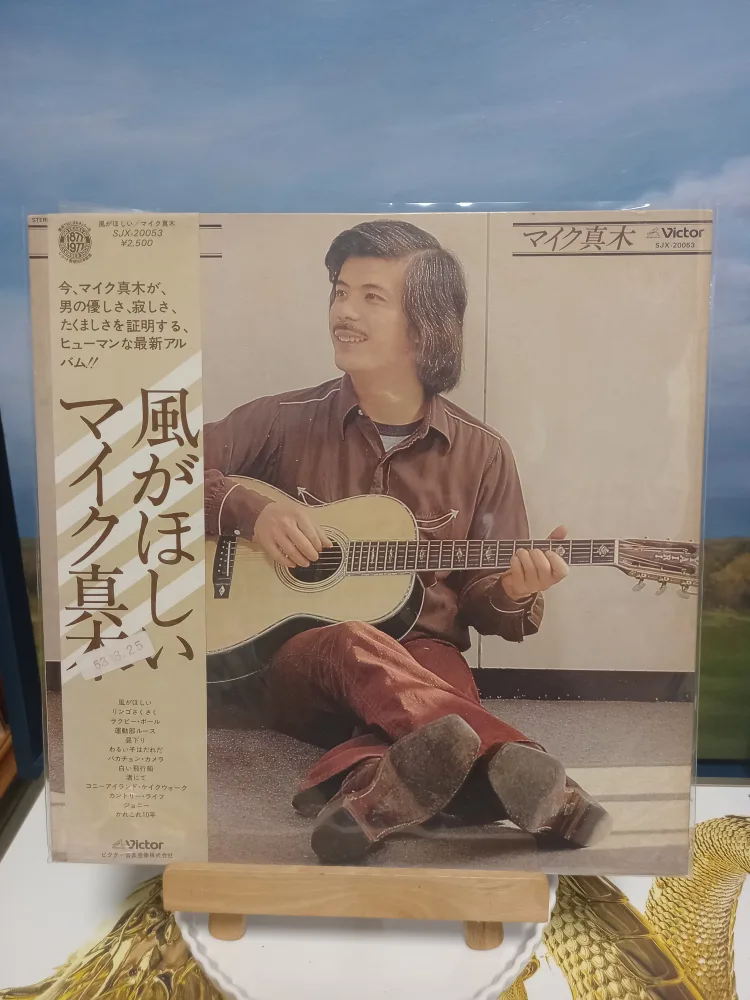 STER
1877
1977
風がほしい/マイク真木
SJX-20053
¥2,500
今、マイク真木が、
男の優しさ、寂しさ、
たくましさを証明する、
ヒューマンな最新アル
バム!!
風がほしい
マイク真木
53 3.25
風がほしい
リンゴさくさく
ラクビー・ボール
運動部ルース
昼下り
わるい子はだれだ
バカチョン・カメラ
白い飛行船
渚にて
コニーアイランド・ケイクウォーク
カントリー・ライフ
ジョニー
かれこれ10年
Victor
ビクター音楽産業株式会社
マイク真木
Victor
SJX-20053